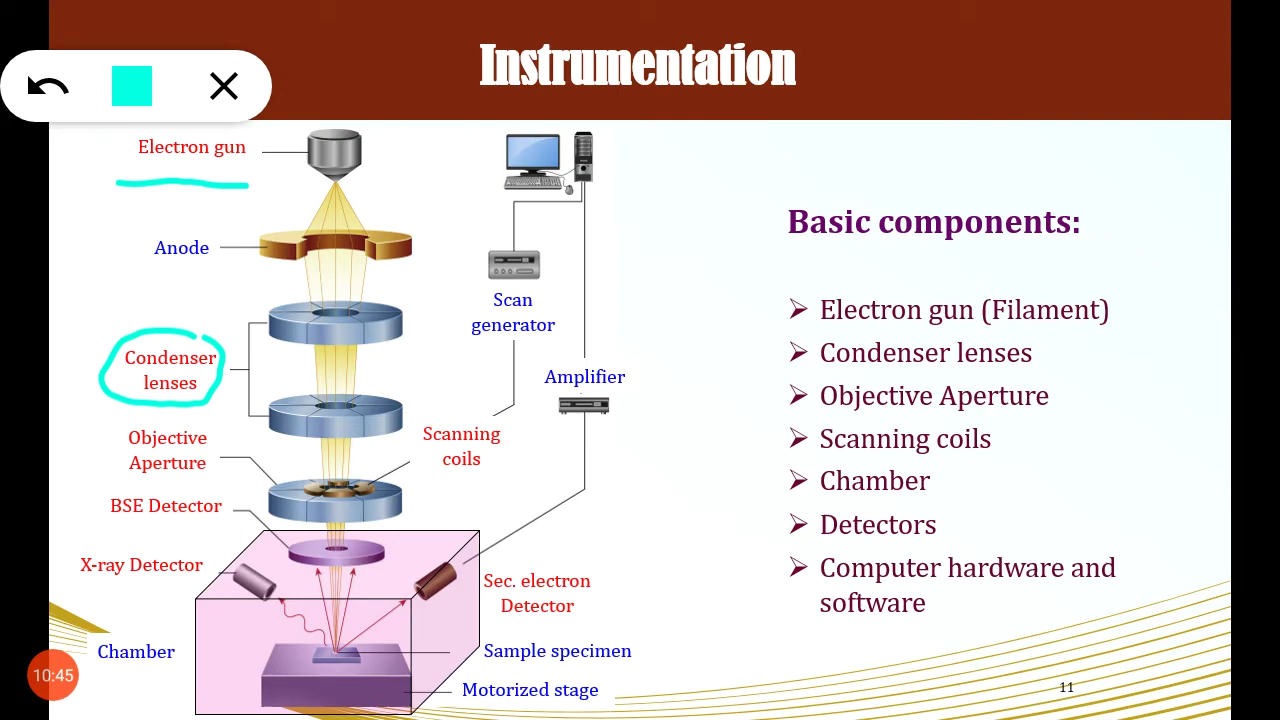 Instrumentation
Electron gun
Anode
Condenser
lenses
Objective
Aperture
BSE Detector
X-ray Detector
Chamber
Scan
generator
Amplifier
Scanning
coils
Sec. electron
Detector
Sample specimen
Motorized stage
Basic components:
Electron gun (Filament)
Condenser lenses
Objective Aperture
Scanning coils
Chamber
Detectors
Computer hardware and
software
10:45
11